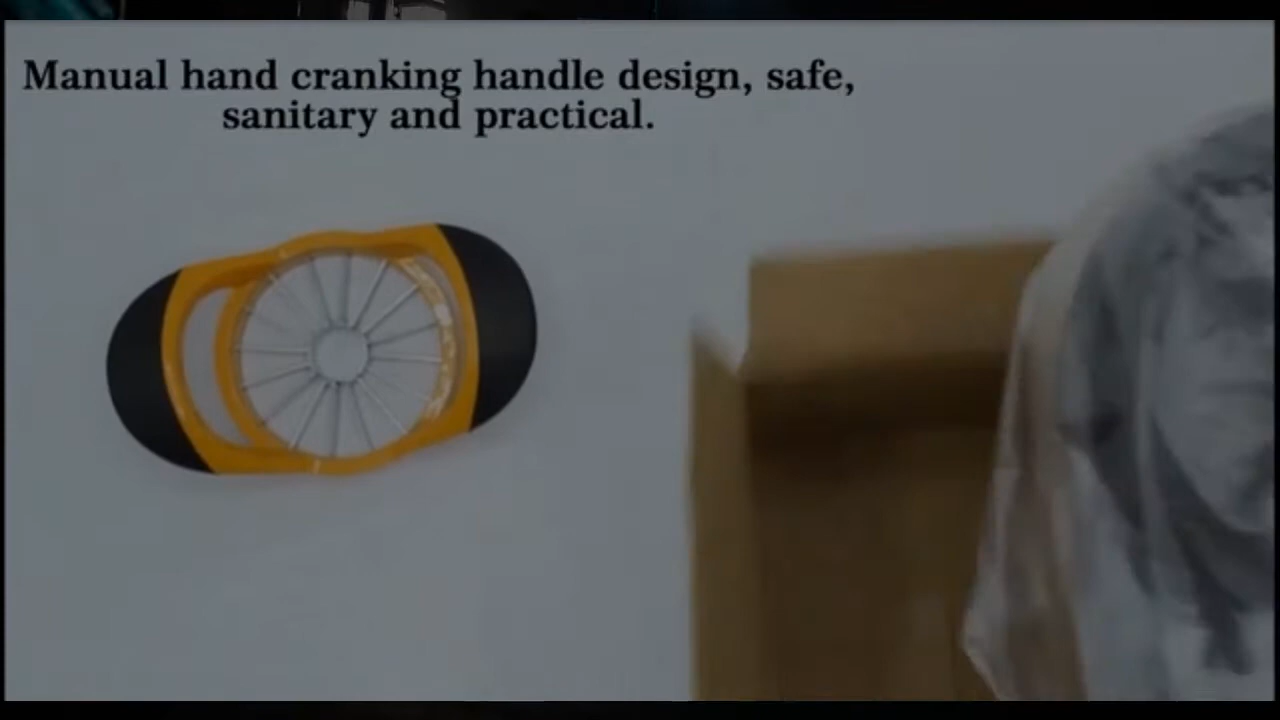 Manual hand cranking handle design, safe,
sanitary and practical.